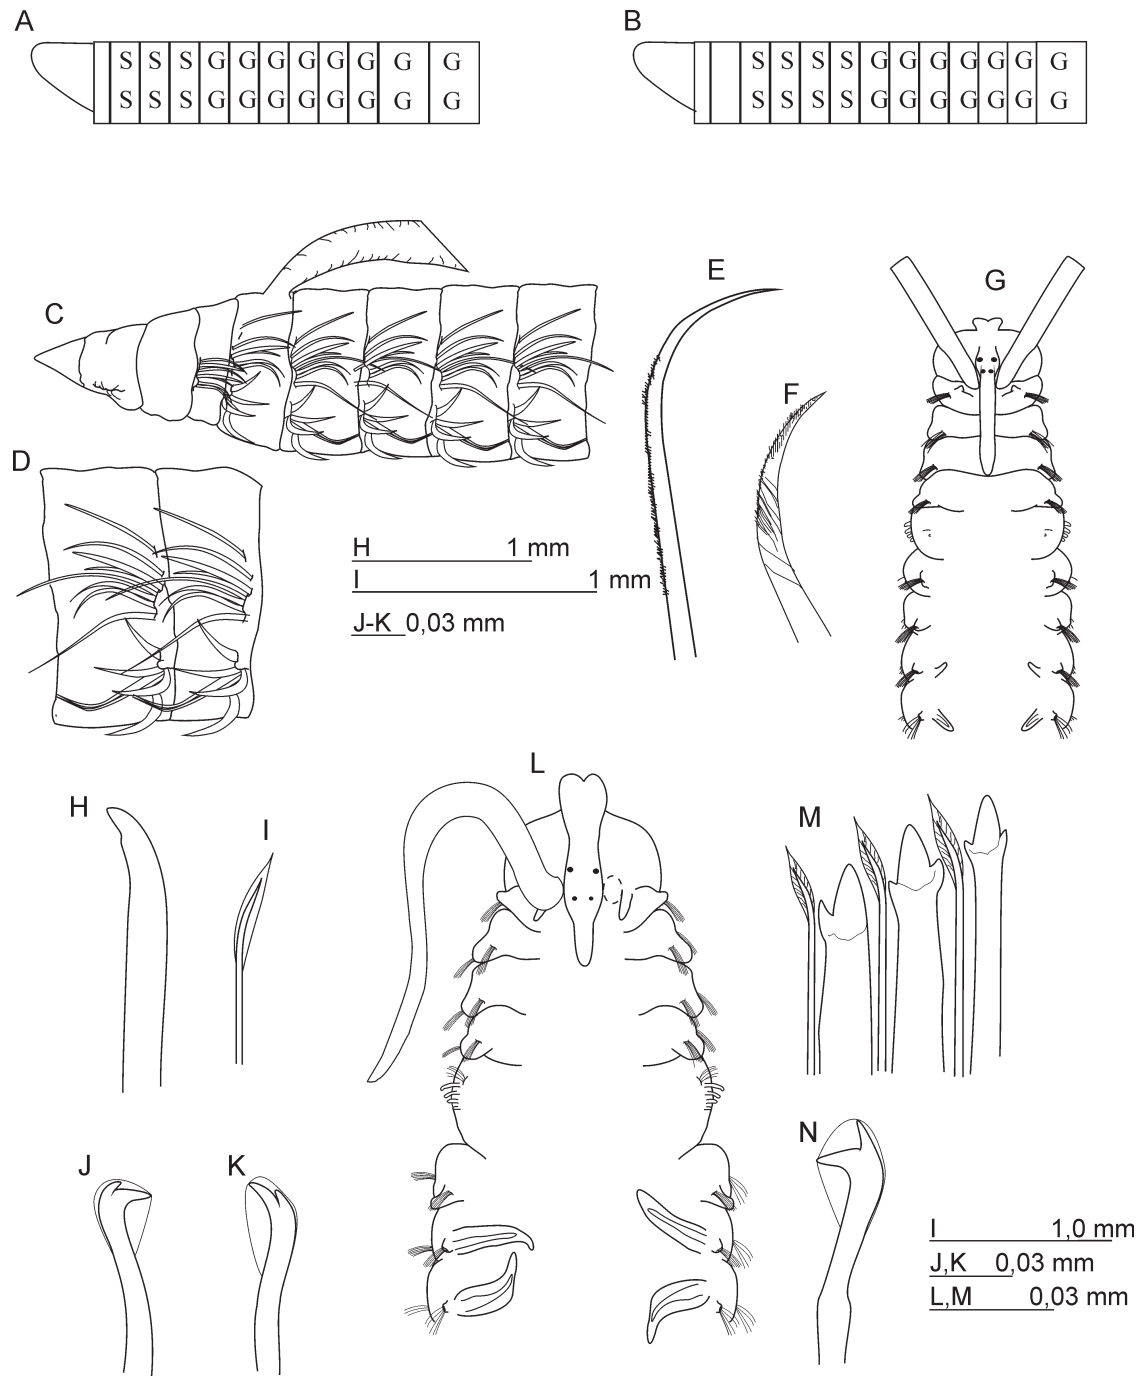 A
S S S G G G G G G G G
S S S G G G G G G G G
B
S S S S G G G G G G G
S S S S G G G G G G G
C
D
E
F
G
H 1 mm
I 1 mm
J-K 0,03 mm
H
I
J
K
L
M
N
I 1,0 mm
J,K 0,03 mm
L,M 0,03 mm